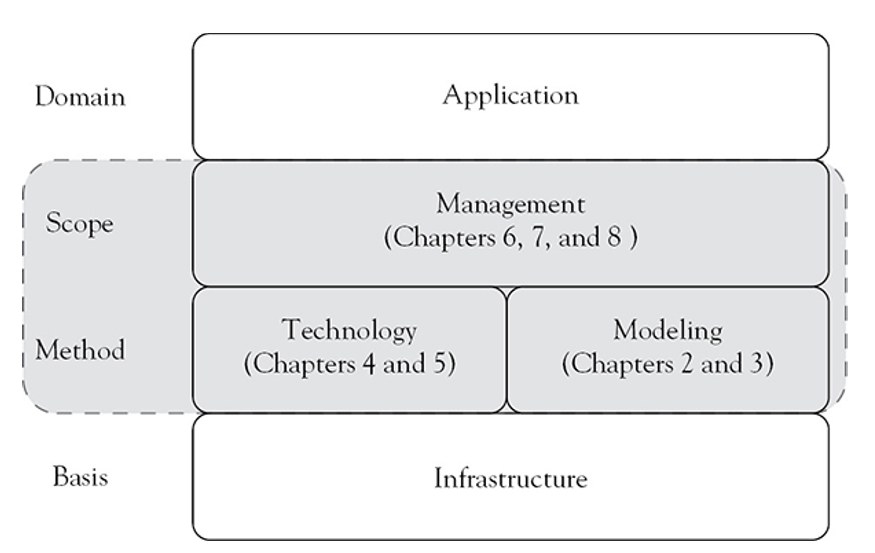 Domain
Application
Scope
Management
(Chapters 6, 7, and 8 )
Method
Technology
(Chapters 4 and 5)
Modeling
(Chapters 2 and 3)
Basis
Infrastructure